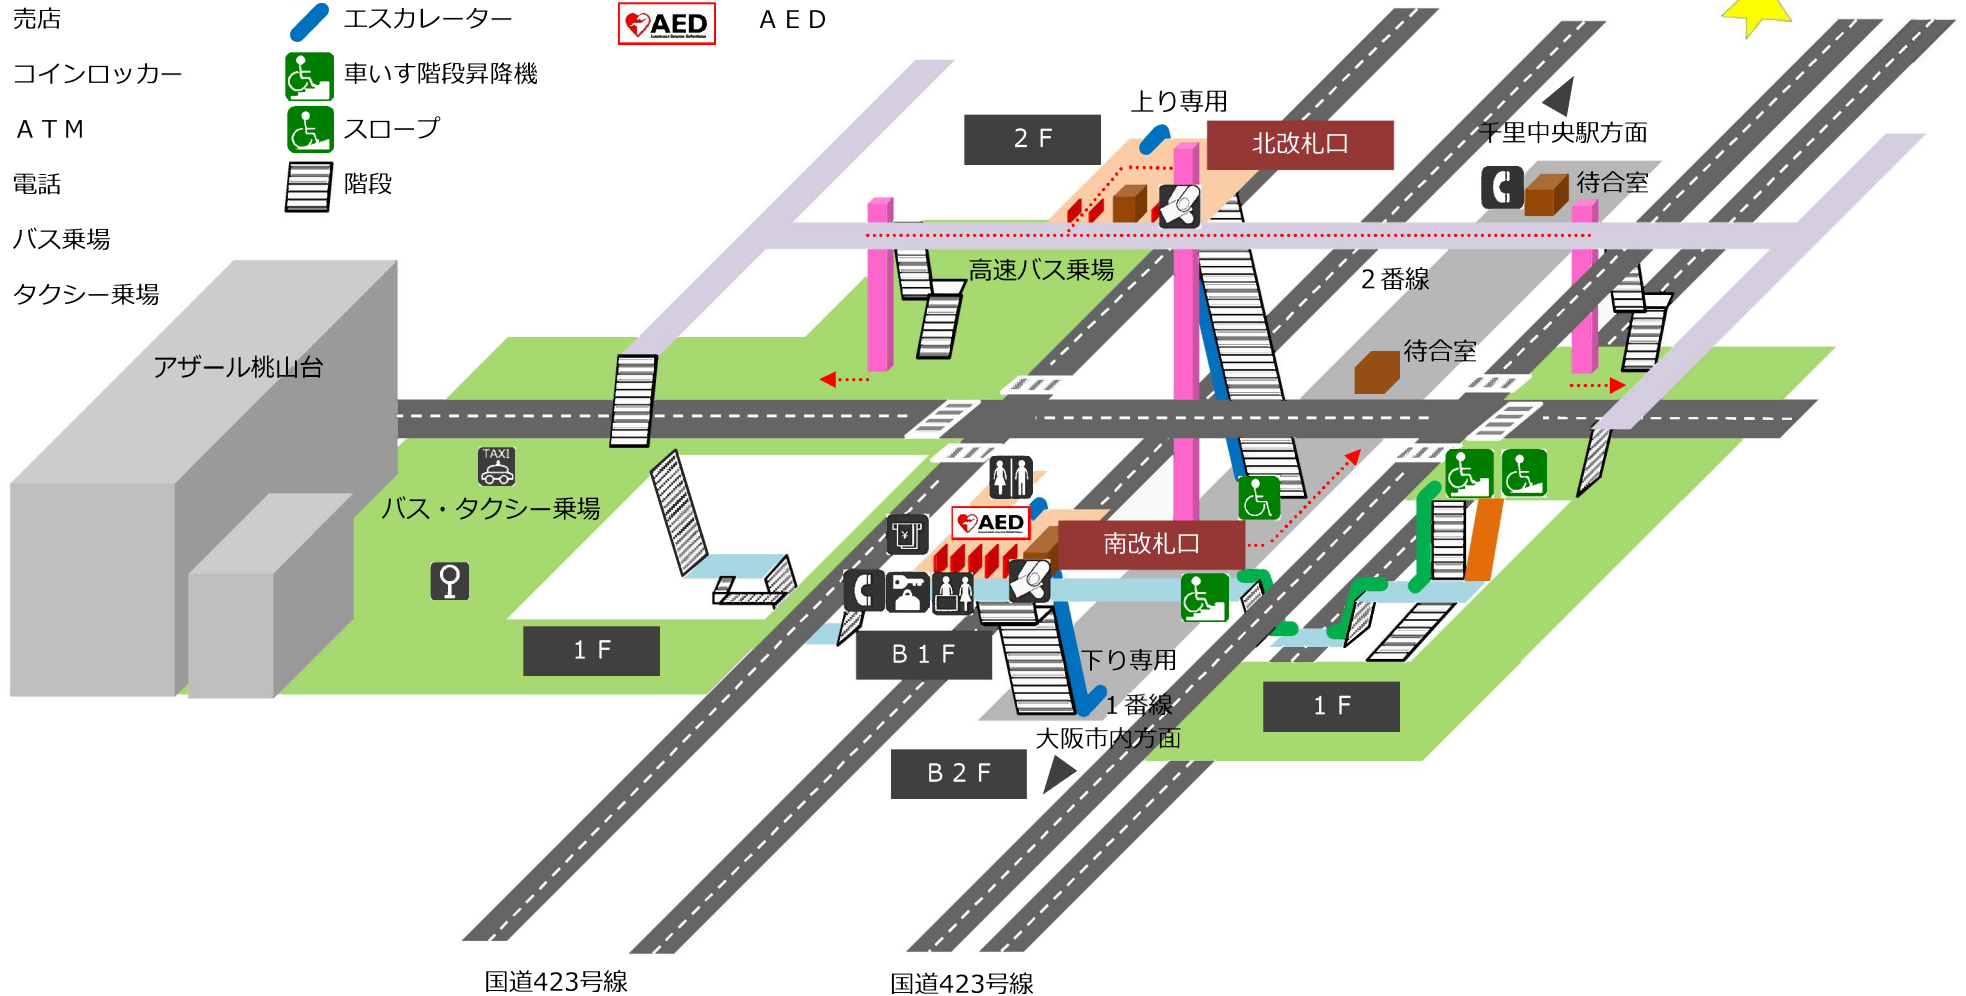 売店
エスカレーター
AED
ＡＥＤ
コインロッカー
車いす階段昇降機
ＡＴＭ
スロープ
電話
階段
バス乗場
タクシー乗場
上り専用
２Ｆ
北改札口
千里中央駅方面
待合室
高速バス乗場
２番線
待合室
アザール桃山台
TAXI
バス・タクシー乗場
AED
南改札口
１Ｆ
Ｂ１Ｆ
下り専用
１番線
大阪市内方面
１Ｆ
Ｂ２Ｆ
国道423号線
国道423号線